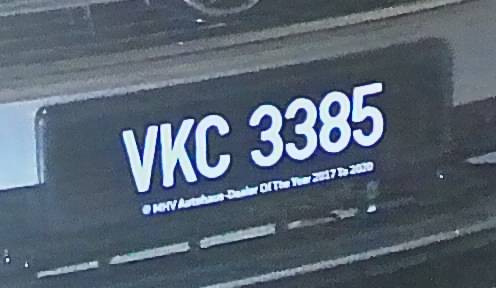 VKC 3385
MHV Autohaus-Dealer Of The Year 2017 To 2020